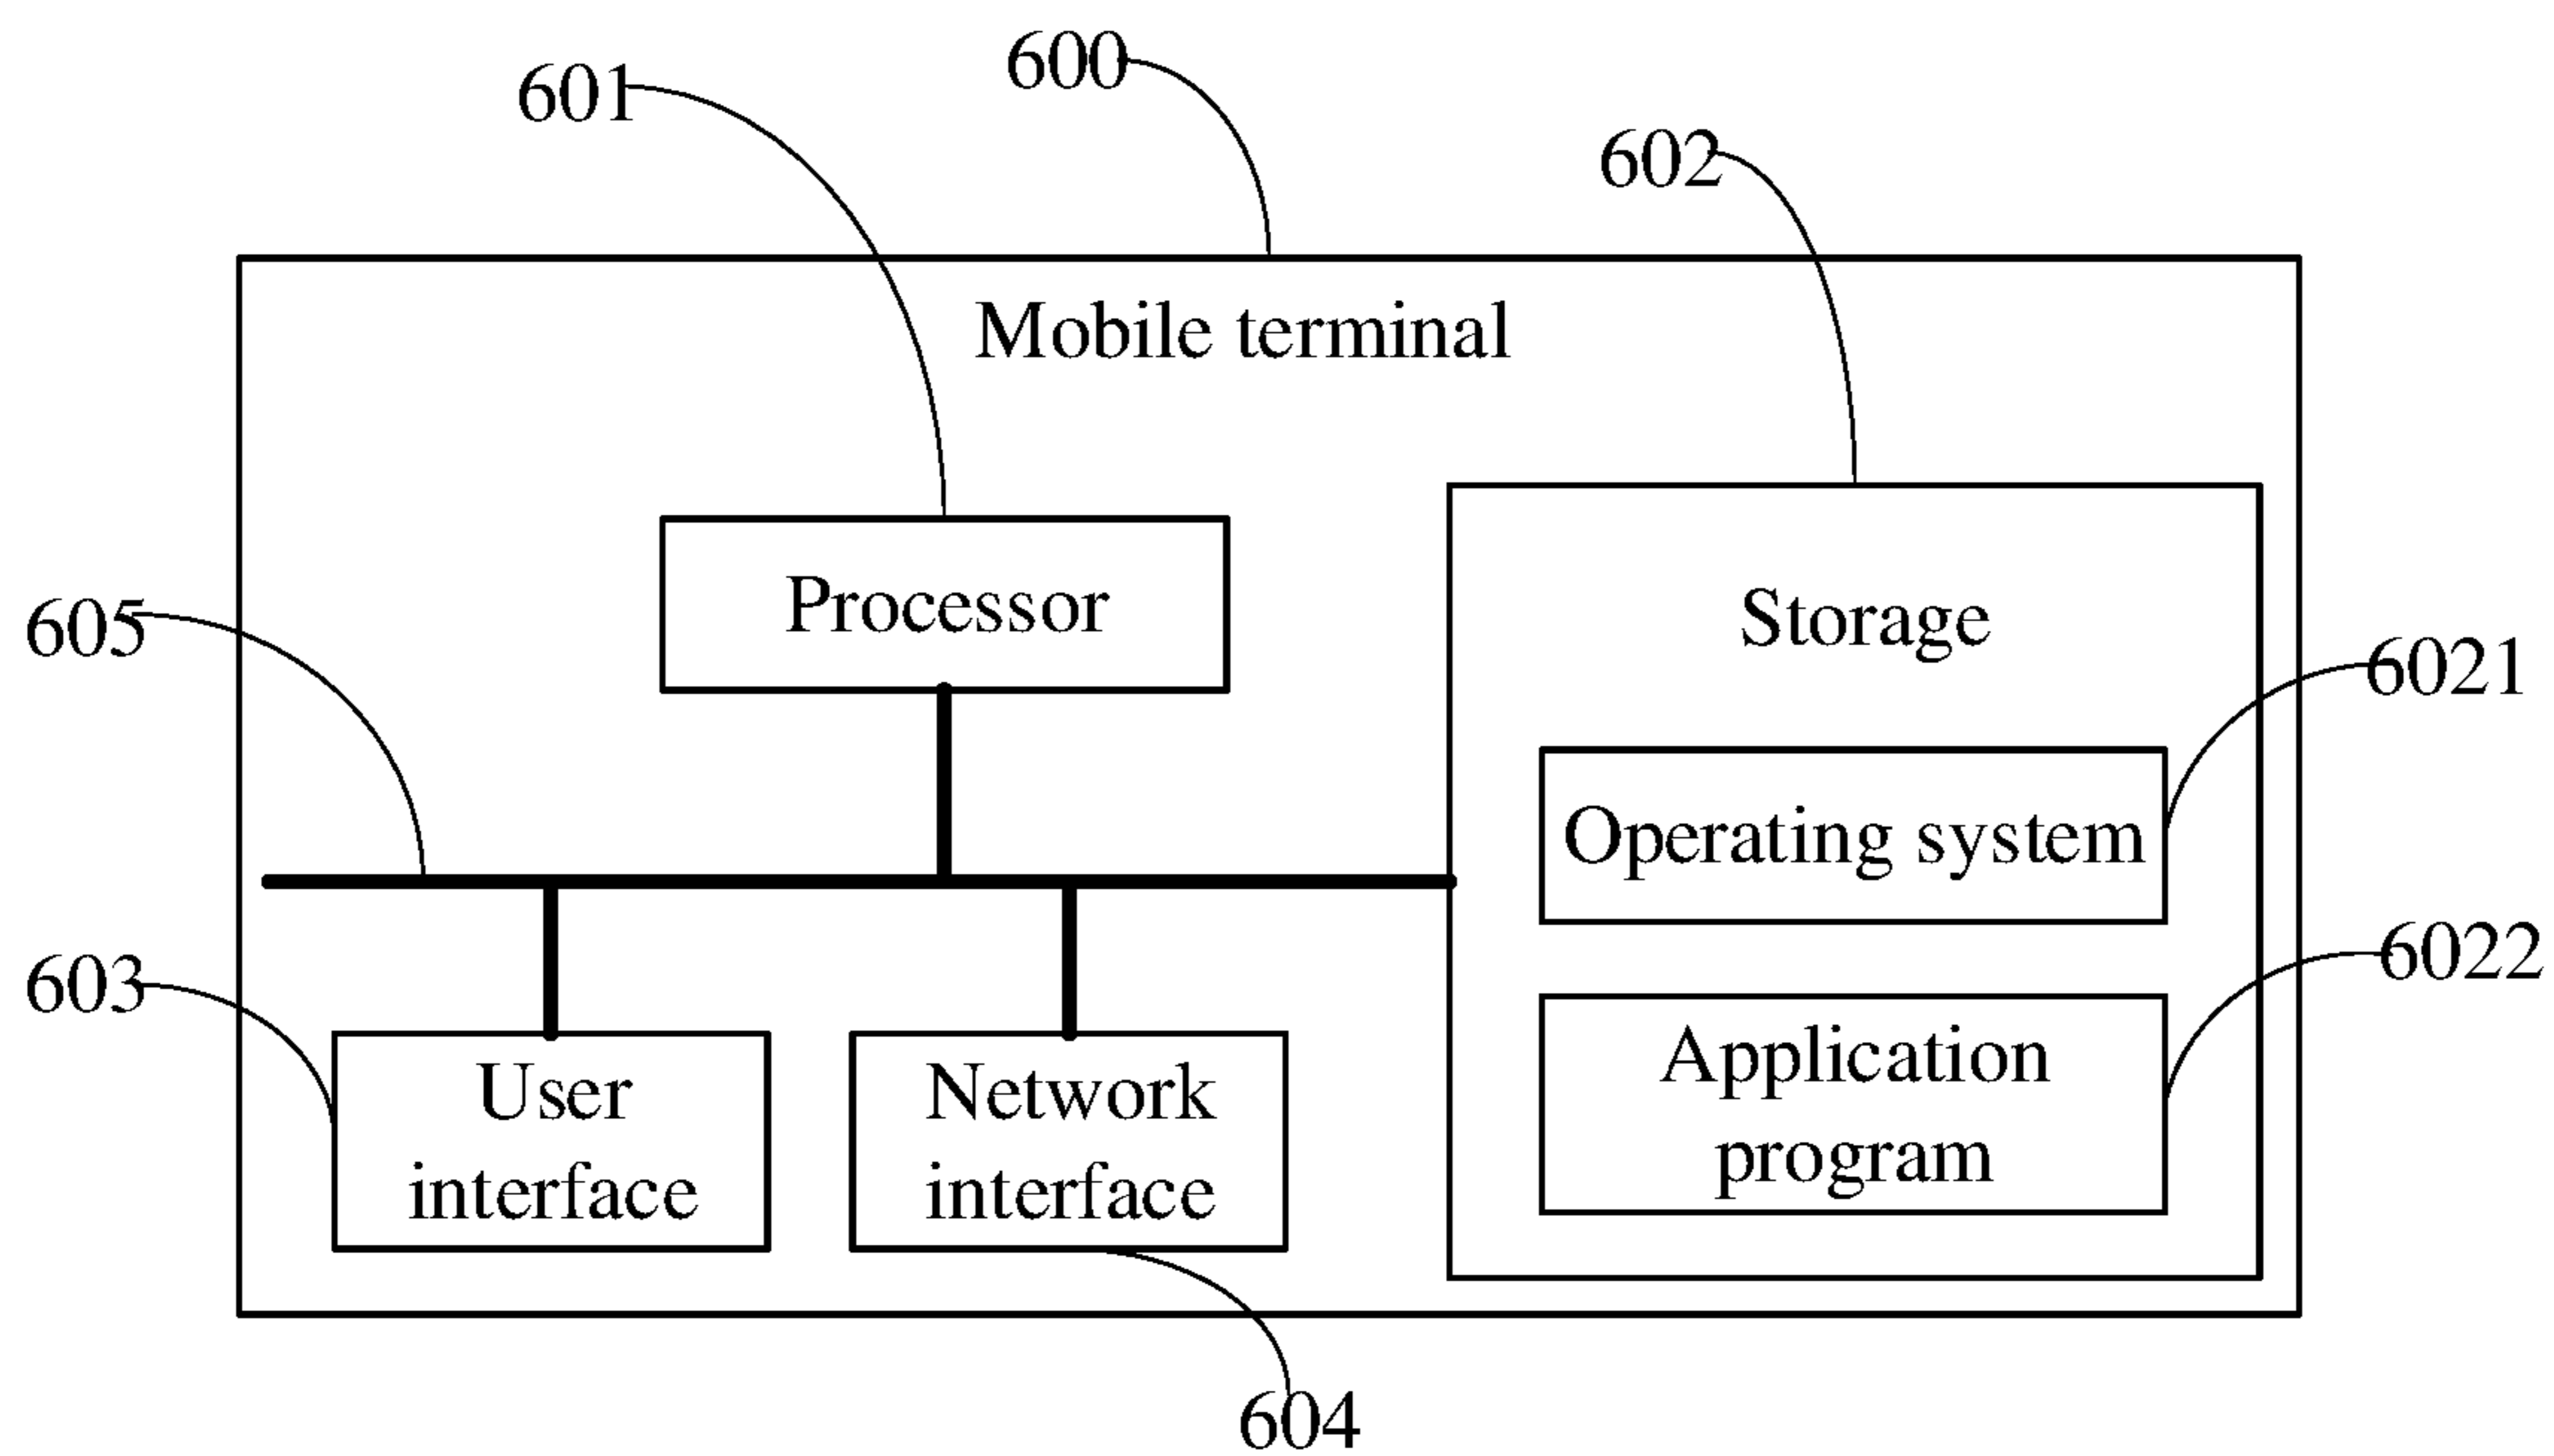 600
601
602
Mobile terminal
Processor
605
Storage
6021
Operating system
6022
603
User
interface
Network
interface
Application
program
604